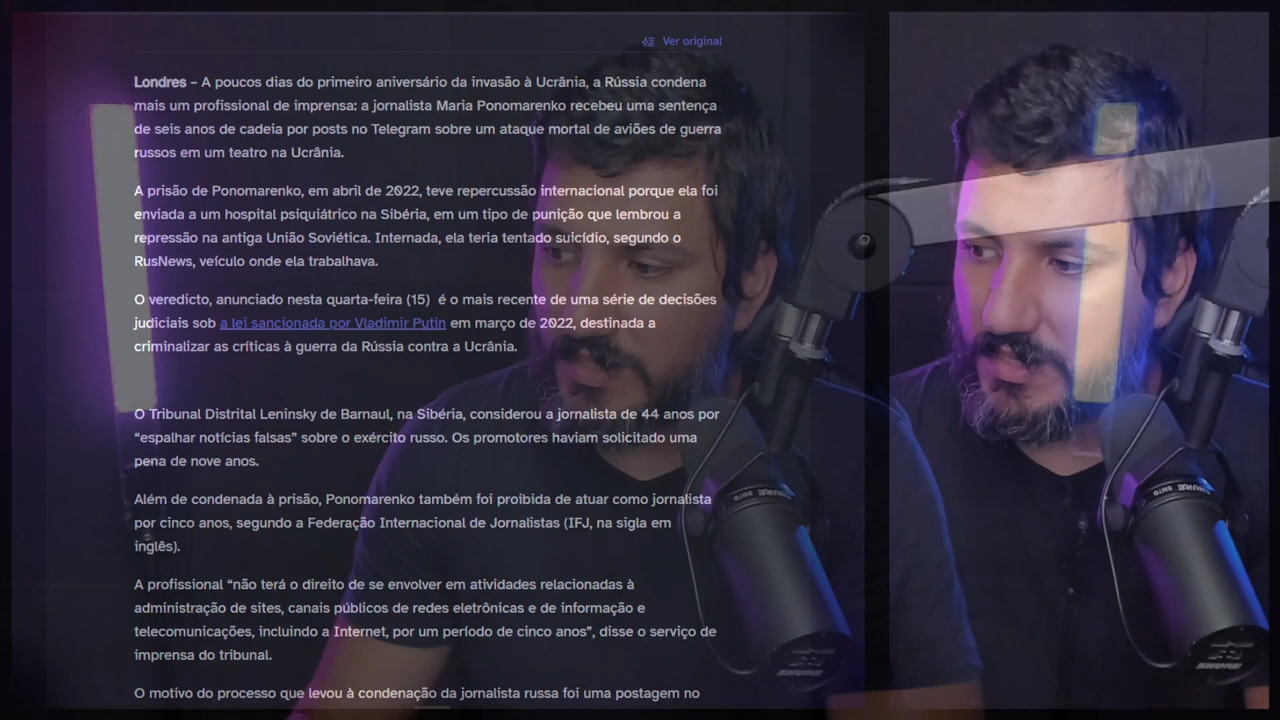 Ver original
Londres – A poucos dias do primeiro aniversário da invasão à Ucrânia, a Rússia condena
mais um profissional de imprensa: a jornalista Maria Ponomarenko recebeu uma sentença
de seis anos de cadeia por posts no Telegram sobre um ataque mortal de aviões de guerra
russos em um teatro na Ucrânia.
A prisão de Ponomarenko, em abril de 2022, teve repercussão internacional porque ela foi
enviada a um hospital psiquiátrico na Sibéria, em um tipo de punição que lembrou a
repressão na antiga União Soviética. Internada, ela teria tentado suicídio, segundo o
RusNews, veículo onde ela trabalhava.
O veredicto, anunciado nesta quarta-feira (15) é o mais recente de uma série de decisões
judiciais sob a lei sancionada por Vladimir Putin em março de 2022, destinada a
criminalizar as críticas à guerra da Rússia contra a Ucrânia.
O Tribunal Distrital Leninsky de Barnaul, na Sibéria, considerou a jornalista de 44 anos por
“espalhar notícias falsas” sobre o exército russo. Os promotores haviam solicitado uma
pena de nove anos.
Além de condenada à prisão, Ponomarenko também foi proibida de atuar como jornalista
por cinco anos, segundo a Federação Internacional de Jornalistas (IFJ, na sigla em
inglês).
A profissional “não terá o direito de se envolver em atividades relacionadas à
administração de sites, canais públicos de redes eletrônicas e de informação e
telecomunicações, incluindo a Internet, por um período de cinco anos”, disse o serviço de
imprensa do tribunal.
O motivo do processo que levou à condenação da jornalista russa foi uma postagem no
SHURE
SHURE